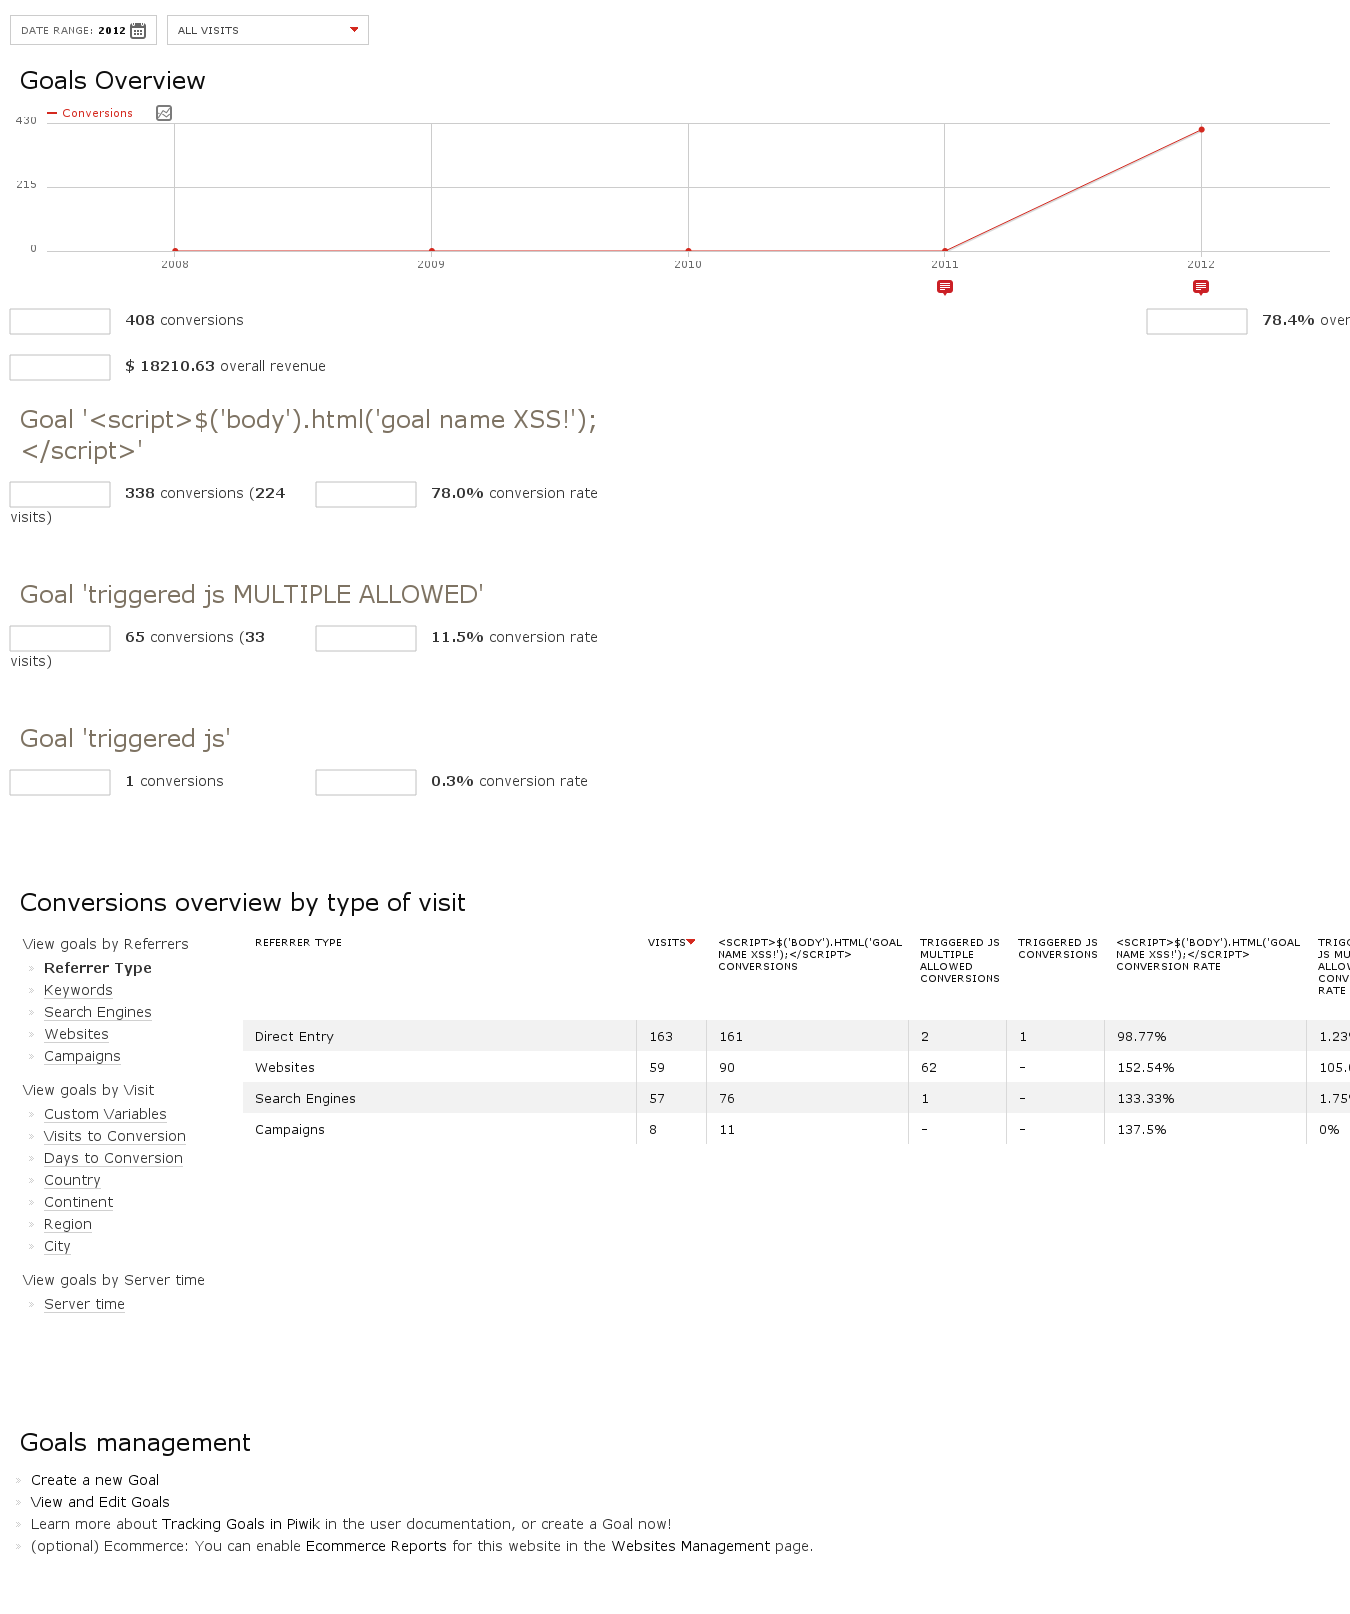 DATE RANGE: 2012
ALL VISITS
Goals Overview
Conversions
430
215
0
2008 2009 2010 2011 2012
408 conversions
78.4% over
$ 18210.63 overall revenue
Goal '<script>$('body').html('goal name XSS!');
</script>'
338 conversions (224
visits)
78.0% conversion rate
Goal 'triggered js MULTIPLE ALLOWED'
65 conversions (33
visits)
11.5% conversion rate
Goal 'triggered js'
1 conversions
0.3% conversion rate
Conversions overview by type of visit
View goals by Referrers
» Referrer Type
» Keywords
» Search Engines
» Websites
» Campaigns
View goals by Visit
» Custom Variables
» Visits to Conversion
» Days to Conversion
» Country
» Continent
» Region
» City
View goals by Server time
» Server time
REFERRER TYPE
VISITS
<SCRIPT>$('BODY').HTML('GOAL
NAME XSS!');</SCRIPT>
CONVERSIONS
TRIGGERED JS
MULTIPLE
ALLOWED
CONVERSIONS
TRIGGERED JS
CONVERSIONS
<SCRIPT>$('BODY').HTML('GOAL
NAME XSS!');</SCRIPT>
CONVERSION RATE
TRIGG
JS MU
ALLOW
CONV
RATE
Direct Entry 163 161 2 1 98.77% 1.23%
Websites 59 90 62 - 152.54% 105.
Search Engines 57 76 1 - 133.33% 1.75%
Campaigns 8 11 - - 137.5% 0%
Goals management
» Create a new Goal
» View and Edit Goals
» Learn more about Tracking Goals in Piwik in the user documentation, or create a Goal now!
» (optional) Ecommerce: You can enable Ecommerce Reports for this website in the Websites Management page.